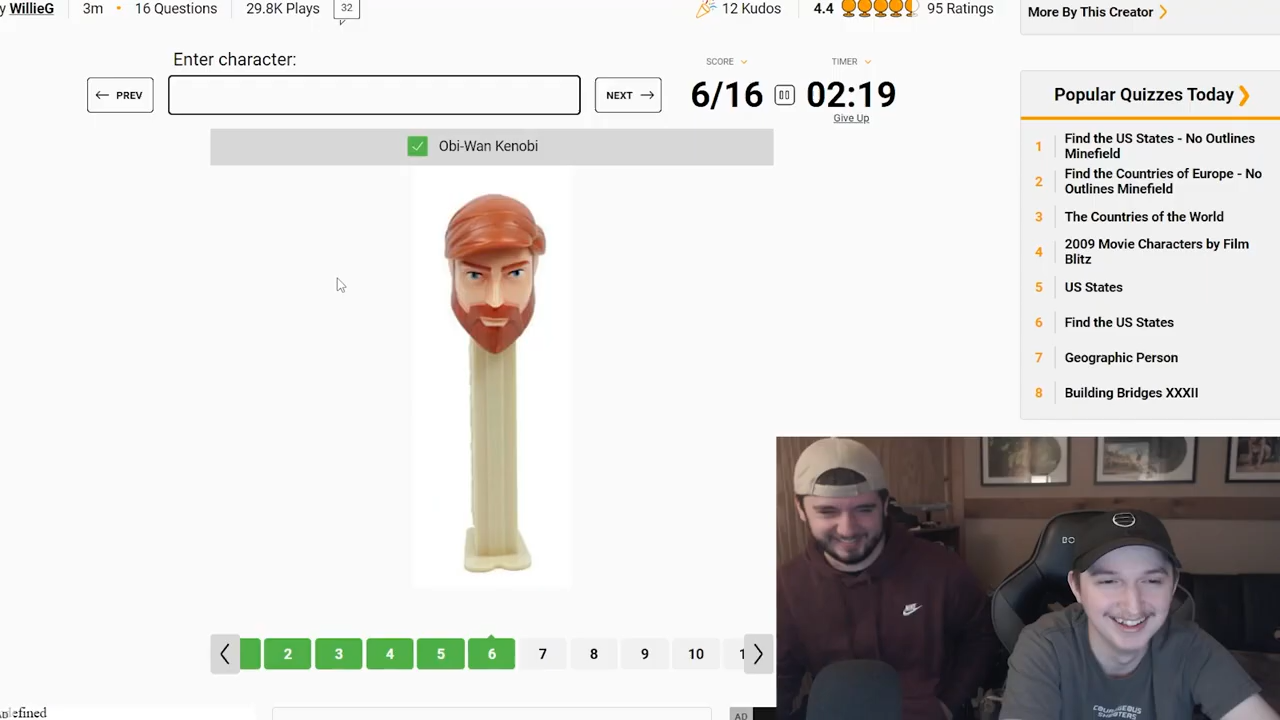 y WillieG 3m • 16 Questions 29.8K Plays 32 12 Kudos 4.4 95 Ratings
More By This Creator
Enter character:
PREV
NEXT
SCORE
6/16
TIMER
02:19
Give Up
Obi-Wan Kenobi
Popular Quizzes Today
1 Find the US States - No Outlines
Minefield
2 Find the Countries of Europe - No
Outlines Minefield
3 The Countries of the World
4 2009 Movie Characters by Film
Blitz
5 US States
6 Find the US States
7 Geographic Person
8 Building Bridges XXXII
2 3 4 5 6 7 8 9 10 1
efined
AD